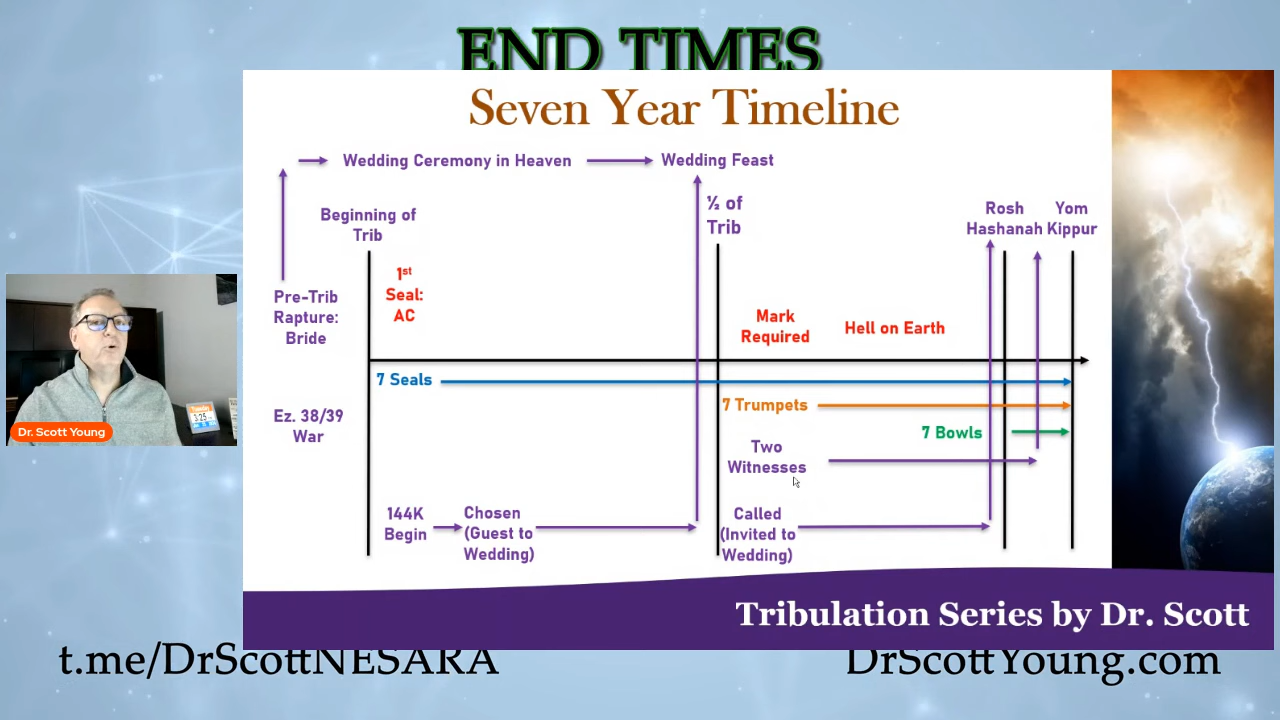 END TIMES
Seven Year Timeline
Wedding Ceremony in Heaven
Wedding Feast
Beginning of
Trib
½ of
Trib
Rosh
Hashanah
Yom
Kippur
1st
Seal:
AC
Pre-Trib
Rapture:
Bride
Mark
Required
Hell on Earth
7 Seals
7 Trumpets
7 Bowls
Ez. 38/39
War
Two
Witnesses
144K
Begin
Chosen
(Guest to
Wedding)
Called
(Invited to
Wedding)
Dr. Scott Young
Tribulation Series by Dr. Scott
t.me/DrScottNESARA
DrScottYoung.com